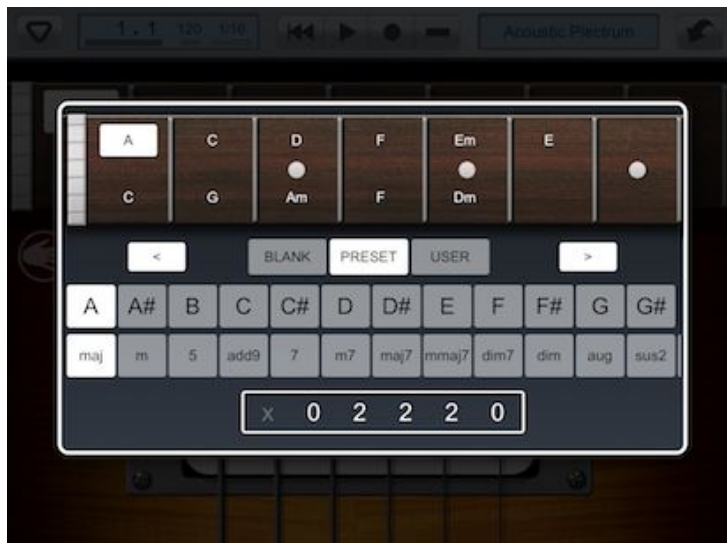 1 . 1 120 1/16 Acoustic Plectrum
A C D F Em E
C G Am F Dm
< BLANK PRESET USER >
A A# B C C# D D# E F F# G G#
maj m 5 add9 7 m7 maj7 mmaj7 dim7 dim aug sus2
x 0 2 2 2 0